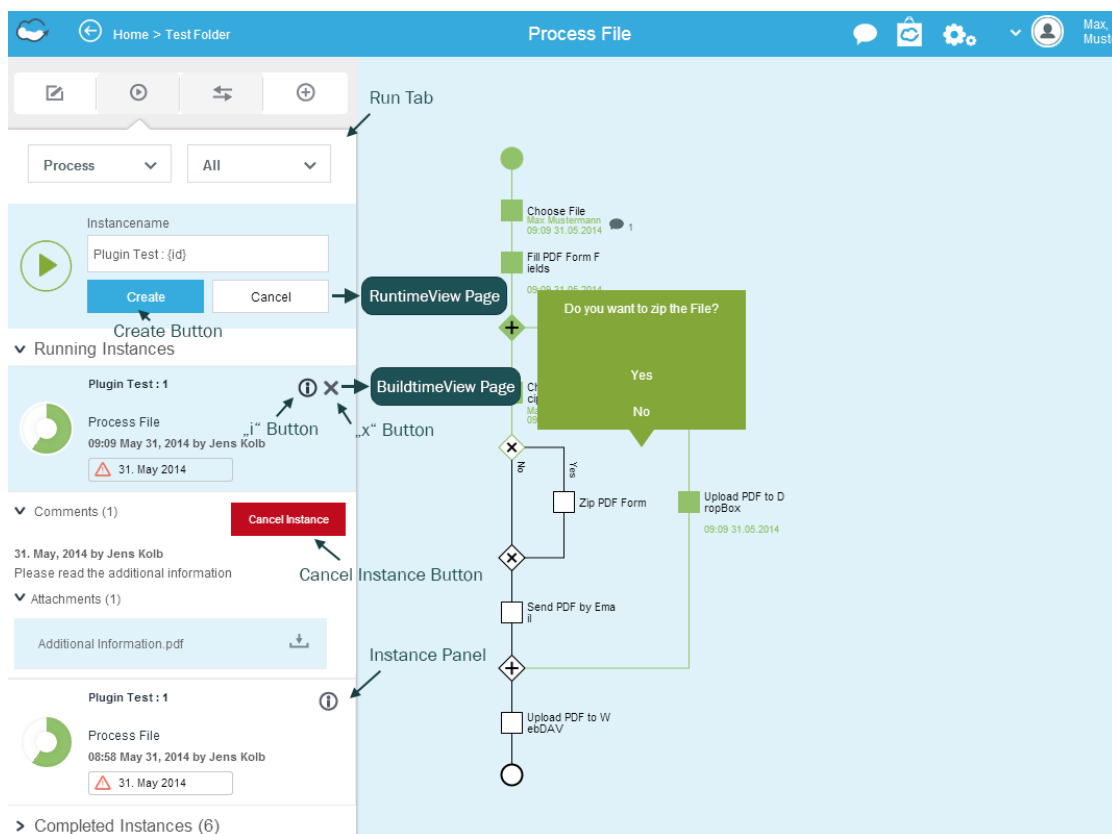 Home > Test Folder
Process File
Max,
Must
Run Tab
Process
All
Instancename
Plugin Test : {id}
Create
Cancel
RuntimeView Page
Create Button
Running Instances
Plugin Test : 1
BuildtimeView Page
Process File
„i“ Button
„x“ Button
09:09 May 31, 2014 by Jens Kolb
31. May 2014
Comments (1)
Cancel Instance
31. May, 2014 by Jens Kolb
Please read the additional information
Cancel Instance Button
Attachments (1)
Additional Information.pdf
Instance Panel
Plugin Test : 1
Process File
08:58 May 31, 2014 by Jens Kolb
31. May 2014
Completed Instances (6)
Choose File
Max Mustermann
09:09 31.05.2014
1
Fill PDF Form F
ields
09:09 31.05.2014
Do you want to zip the File?
Yes
No
No
Yes
Zip PDF Form
Upload PDF to D
ropBox
09:09 31.05.2014
Send PDF by Ema
il
Upload PDF to W
ebDAV